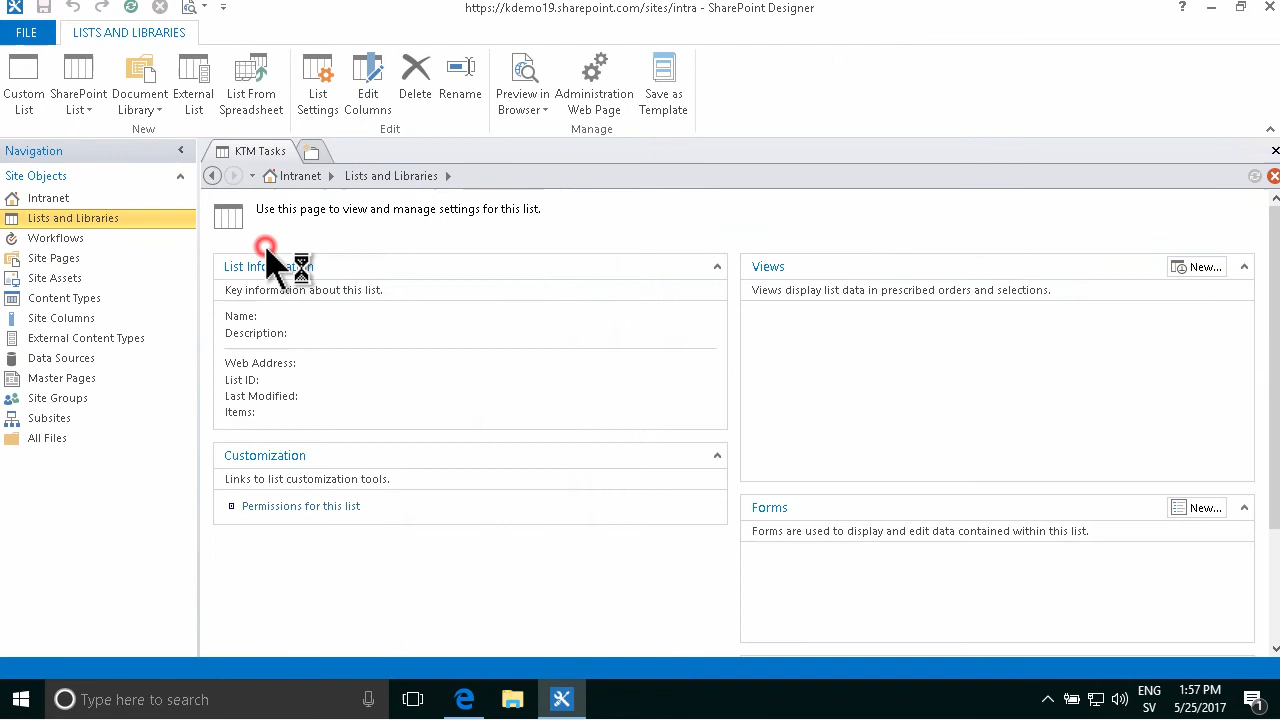 https://kdemo19.sharepoint.com/sites/intra - SharePoint Designer
FILE
LISTS AND LIBRARIES
Custom List
SharePoint List
Document Library
External List
List From Spreadsheet
New
List Settings
Edit Columns
Delete
Rename
Edit
Preview in Browser
Administration Web Page
Save as Template
Manage
Navigation
Site Objects
Intranet
Lists and Libraries
Workflows
Site Pages
Site Assets
Content Types
Site Columns
External Content Types
Data Sources
Master Pages
Site Groups
Subsites
All Files
KTM Tasks
Intranet
Lists and Libraries
Use this page to view and manage settings for this list.
List Information
Key information about this list.
Name:
Description:
Web Address:
List ID:
Last Modified:
Items:
Customization
Links to list customization tools.
Permissions for this list
Views
New...
Views display list data in prescribed orders and selections.
Forms
New...
Forms are used to display and edit data contained within this list.
Type here to search
ENG
SV
1:57 PM
5/25/2017
1